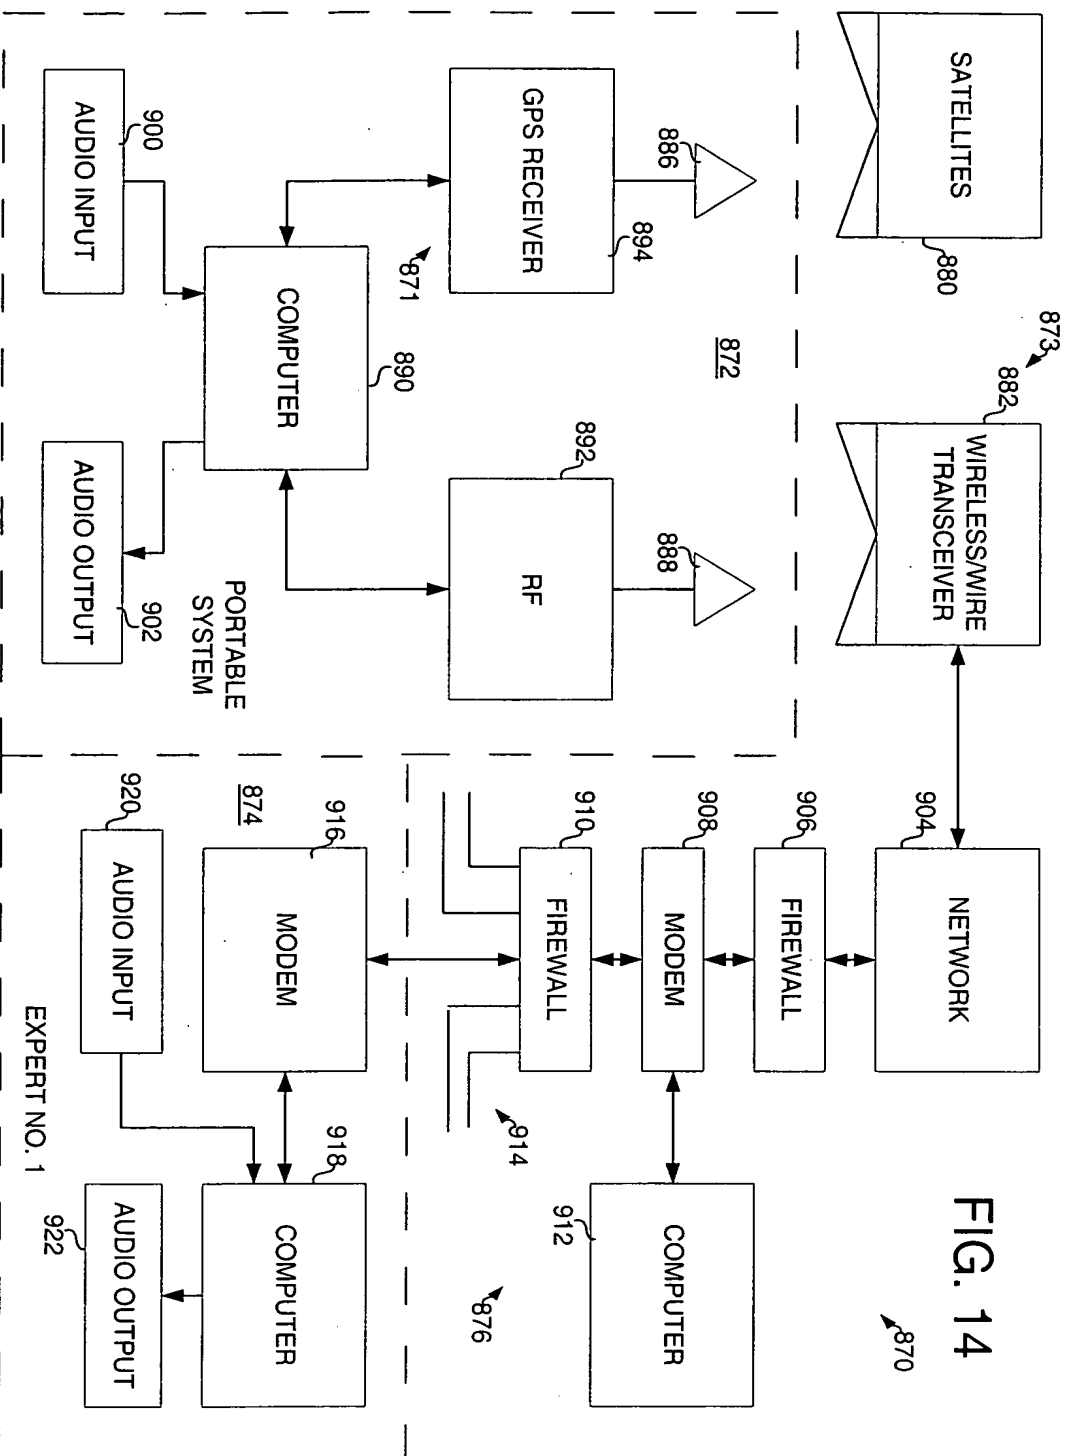 FIG. 14
870
873
SATELLITES
880
882
WIRELESS/WIRE
TRANSCEIVER
904
NETWORK
872
886
888
906
FIREWALL
GPS RECEIVER
894
892
RF
908
MODEM
912
COMPUTER
871
910
FIREWALL
914
876
COMPUTER
890
PORTABLE
SYSTEM
900
AUDIO INPUT
AUDIO OUTPUT
902
874
916
MODEM
918
COMPUTER
920
AUDIO INPUT
AUDIO OUTPUT
922
EXPERT NO. 1